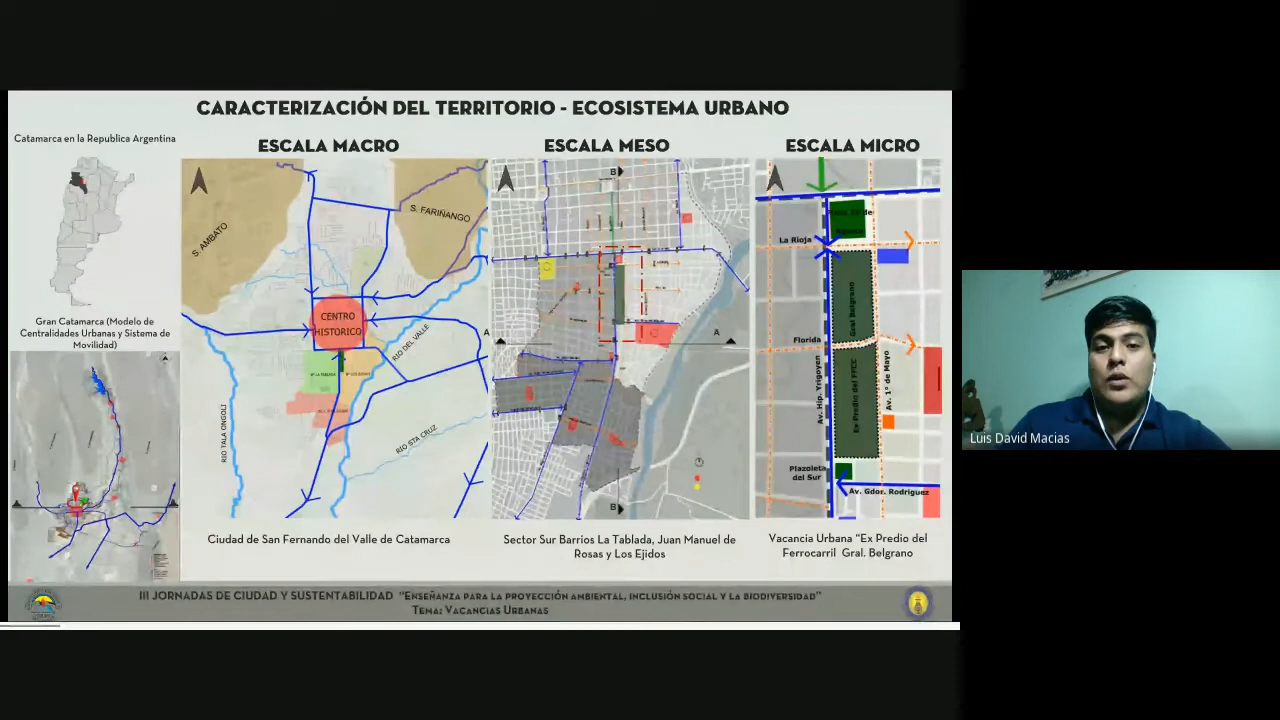 CARACTERIZACIÓN DEL TERRITORIO - ECOSISTEMA URBANO
Catamarca en la Republica Argentina
Gran Catamarca (Modelo de
Centralidades Urbanas y Sistema de
Movilidad)
ESCALA MACRO
S. AMBATO
S. FARIÑANGO
CENTRO
HISTORICO
RIO DEL VALLE
RIO TALA ONGOLI
RIO STA CRUZ
Ciudad de San Fernando del Valle de Catamarca
ESCALA MESO
B
A
A
B
Sector Sur Barrios La Tablada, Juan Manuel de
Rosas y Los Ejidos
ESCALA MICRO
La Rioja
Gral Belgrano
Florida
Av. Hip. Yrigoyen
Ex Predio del FFCC
Av. 1° de Mayo
Plazoleta
del Sur
Av. Gdor. Rodriguez
Vacancia Urbana "Ex Predio del
Ferrocarril Gral. Belgrano
III JORNADAS DE CIUDAD Y SUSTENTABILIDAD "ENSEÑANZA PARA LA PROYECCIÓN AMBIENTAL, INCLUSIÓN SOCIAL Y LA BIODIVERSIDAD"
TEMA: VACANCIAS URBANAS
Luis David Macias